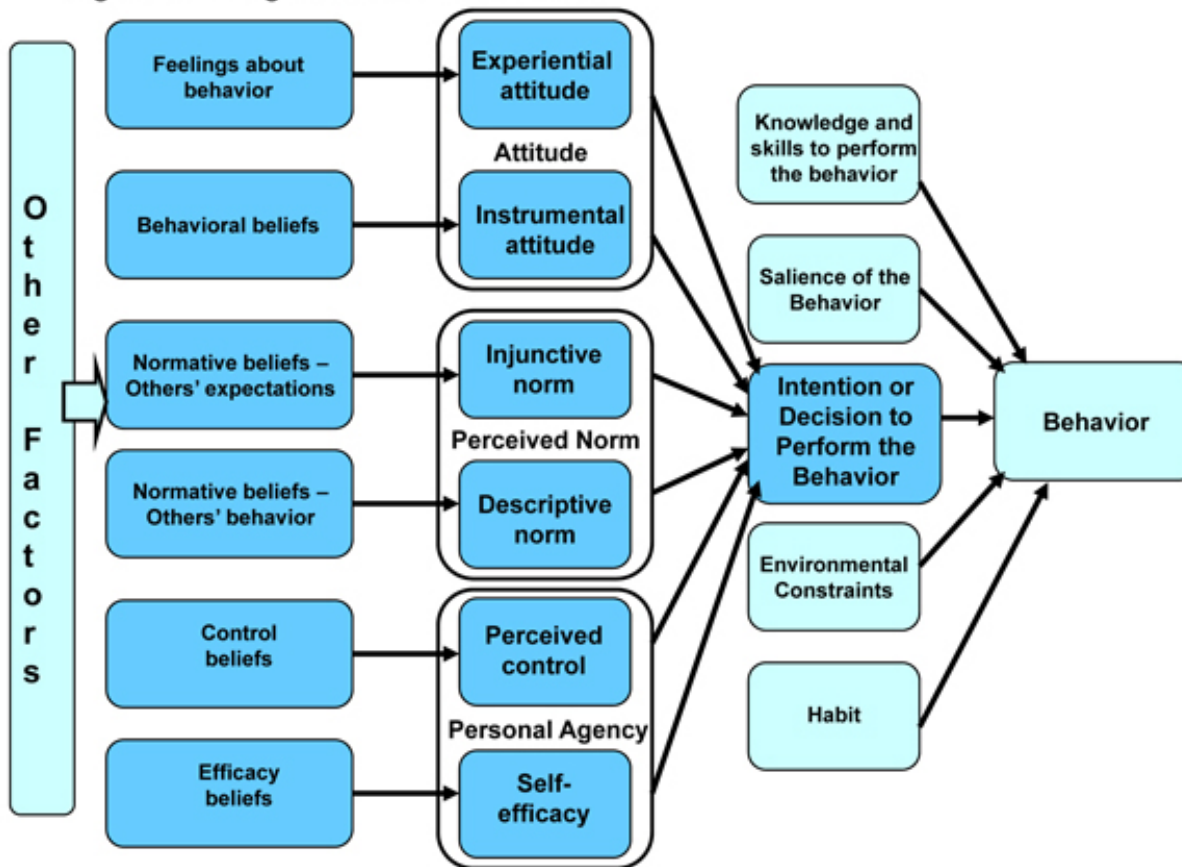 Other Factors
Feelings about
behavior
Behavioral beliefs
Normative beliefs –
Others' expectations
Normative beliefs –
Others' behavior
Control
beliefs
Efficacy
beliefs
Experiential
attitude
Attitude
Instrumental
attitude
Injunctive
norm
Perceived Norm
Descriptive
norm
Perceived
control
Personal Agency
Self-
efficacy
Knowledge and
skills to perform
the behavior
Salience of the
Behavior
Intention or
Decision to
Perform the
Behavior
Environmental
Constraints
Habit
Behavior